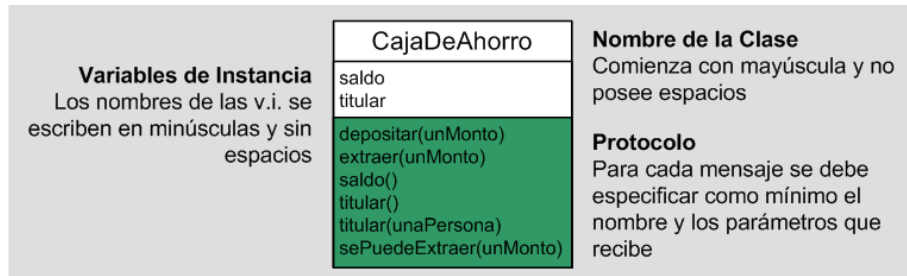 Variables de Instancia
Los nombres de las v.i. se
escriben en minúsculas y sin
espacios
CajaDeAhorro
saldo
titular
depositar(unMonto)
extraer(unMonto)
saldo()
titular()
titular(unaPersona)
sePuedeExtraer(unMonto)
Nombre de la Clase
Comienza con mayúscula y no
posee espacios
Protocolo
Para cada mensaje se debe
especificar como mínimo el
nombre y los parámetros que
recibe